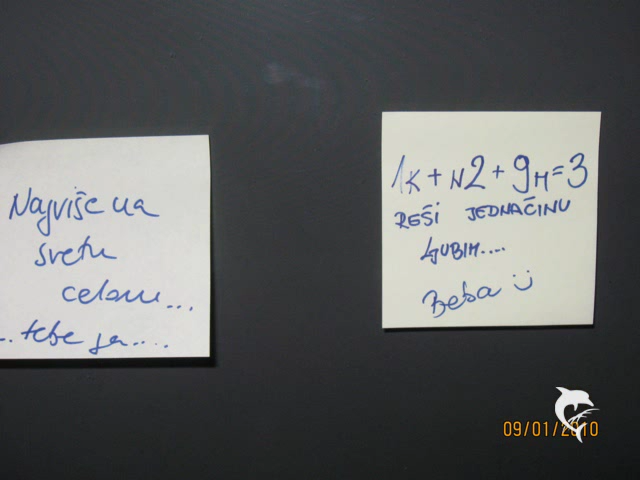 Najviše na
svetu
celom...
...tebe ja....
1K+N2+9M=3
REŠI JEDNAČINU
LJUBIM....
Beba
09/01/2010